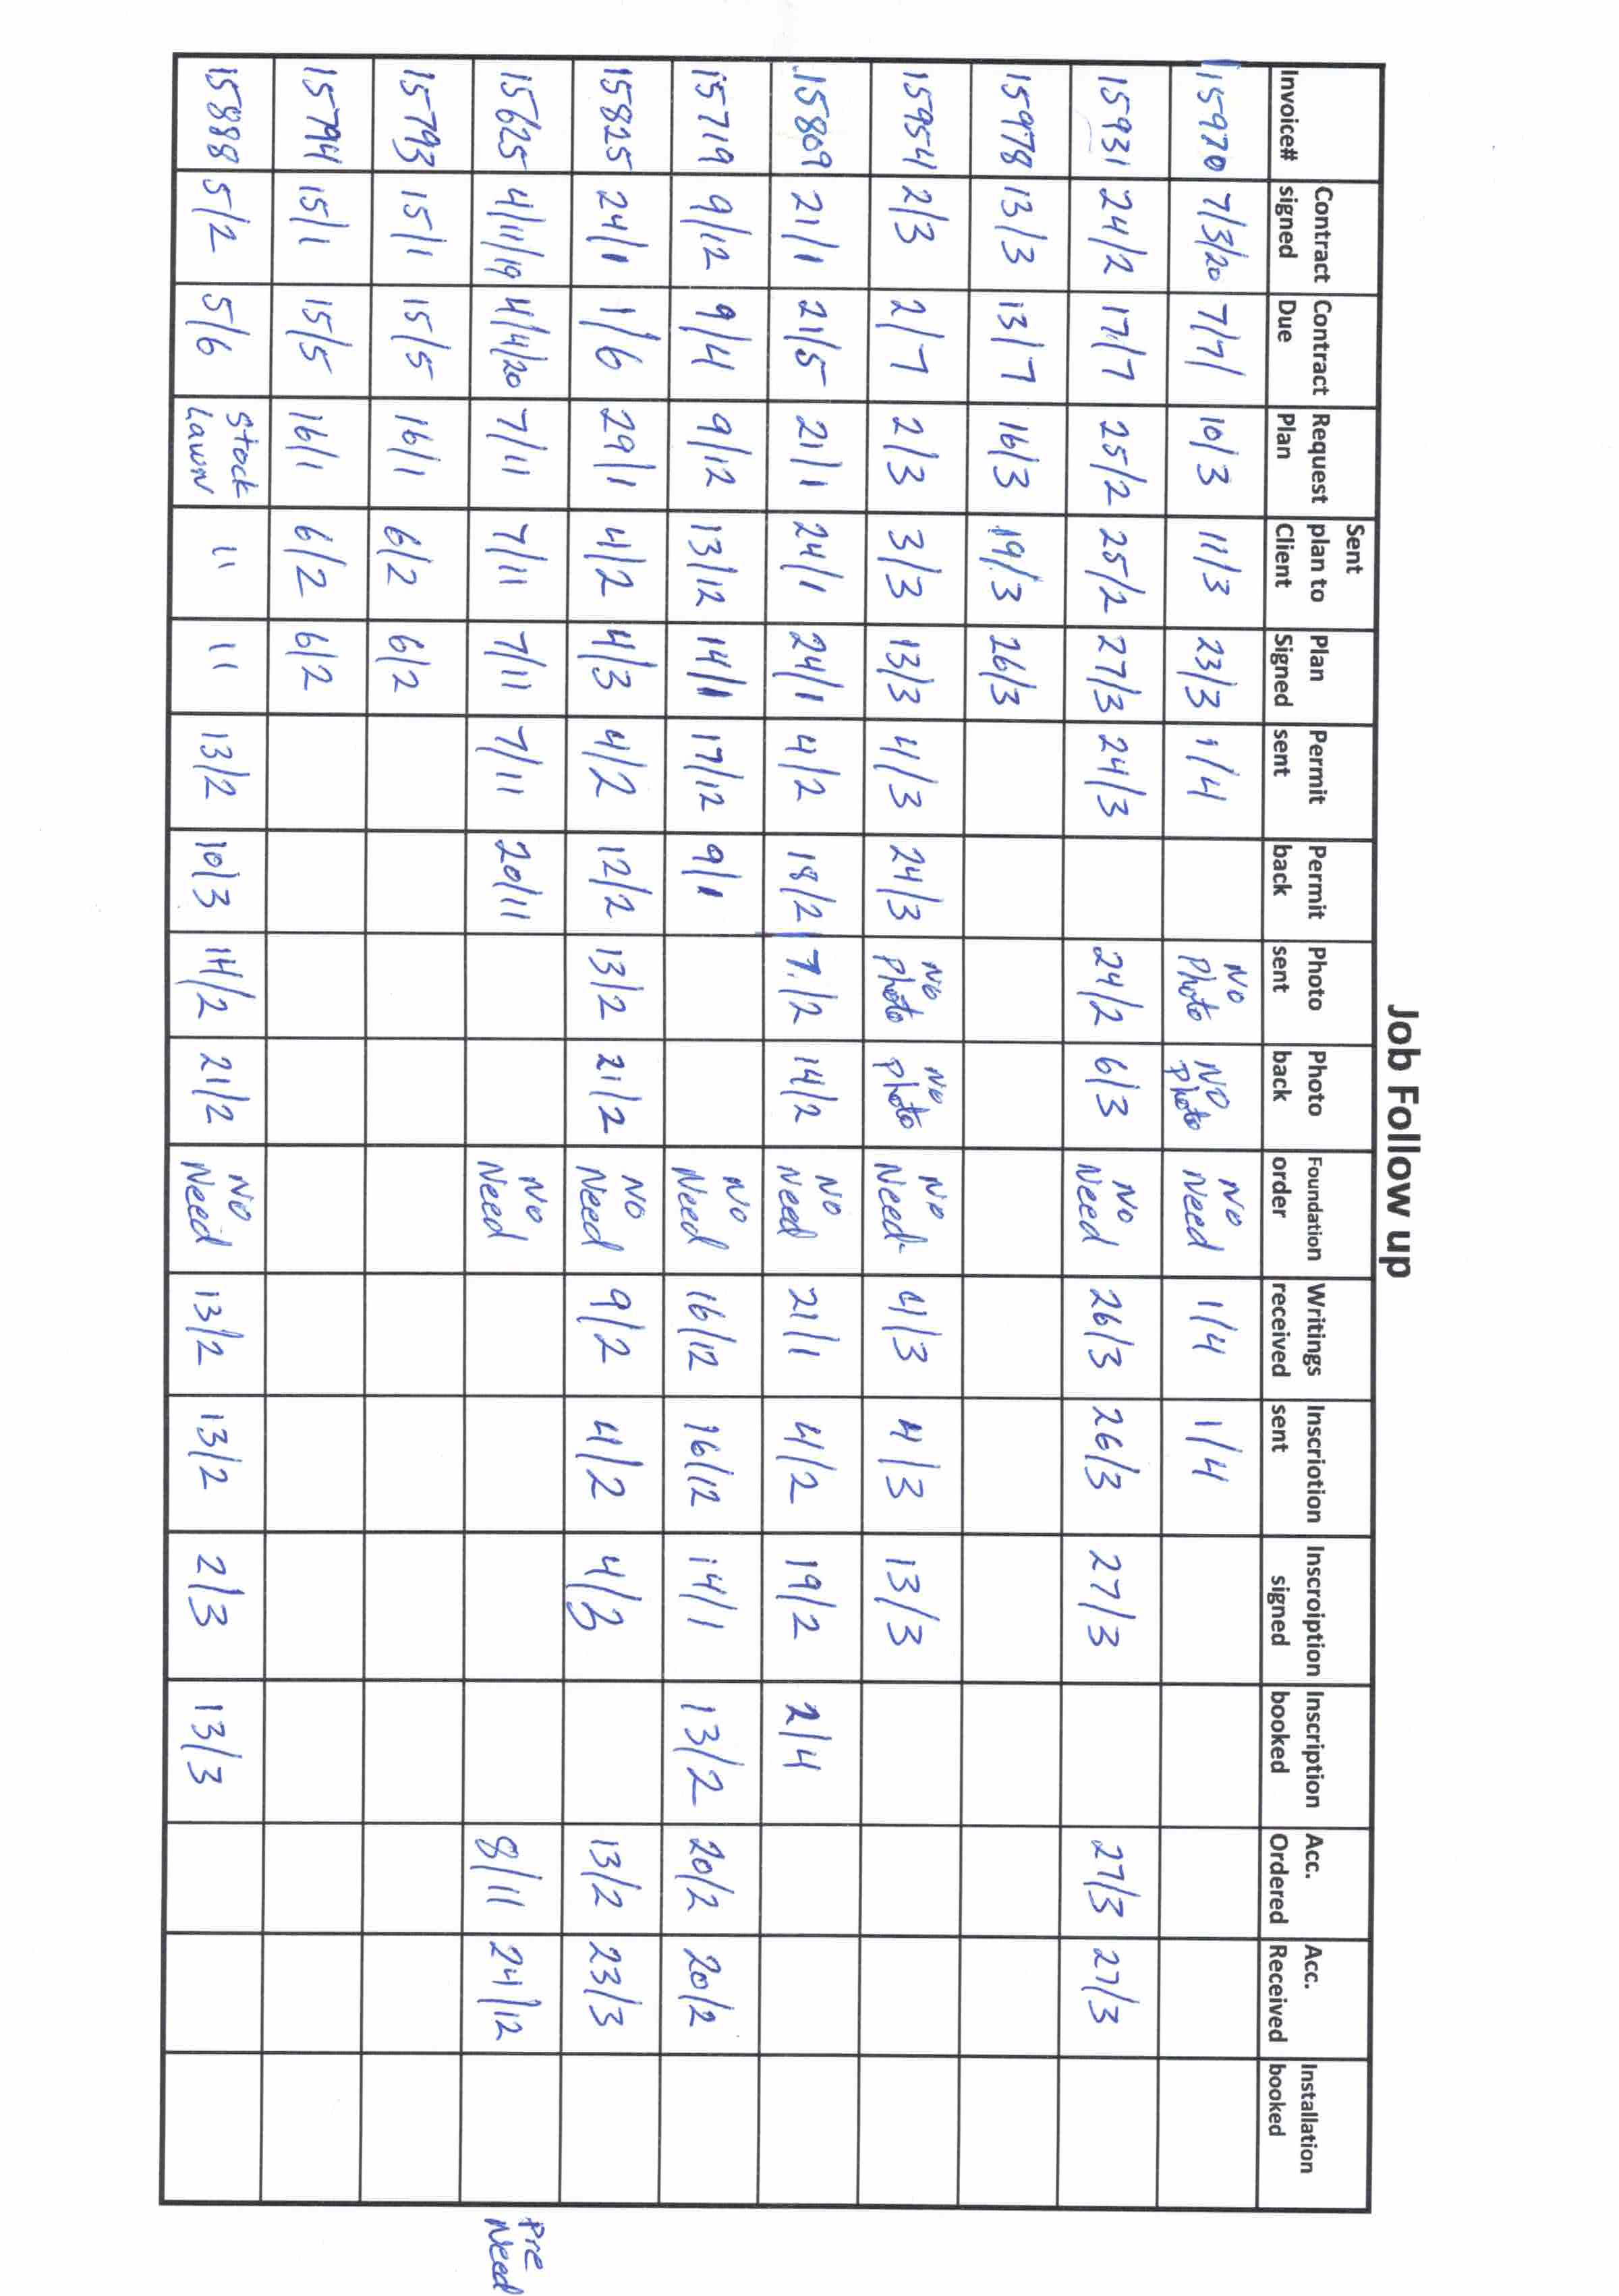 Job Follow up
Invoice# Contract signed Contract Due Request Plan Sent plan to Client Plan Signed Permit sent Permit back Photo sent Photo back Foundation order Writings received Inscriotion sent Inscroiption signed Inscription booked Acc. Ordered Acc. Received Installation booked
15970 7/3/20 7/7/ 10/3 11/3 23/3 1/4 No Photo No Photo No Need 1/4 1/4
15931 24/2 17/7 25/2 25/2 27/3 24/3 24/2 6/3 No Need 26/3 26/3 27/3 27/3 27/3
15978 13/3 13/7 16/3 19/3 26/3
15954 2/3 2/7 2/3 3/3 13/3 4/3 24/3 No Photo No photo No Need 4/3 4/3 13/3
15809 21/1 21/5 21/1 24/1 24/1 4/2 18/2 7/2 14/2 No Need 21/1 4/2 19/2 2/4
15719 9/12 9/4 9/12 13/12 14/1 17/12 9/1 No Need 16/12 16/12 14/1 13/2 20/2 20/2
15825 24/1 1/6 29/1 4/2 4/3 4/2 12/2 13/2 21/2 No Need 9/2 4/2 4/3 13/2 23/3
15625 4/11/19 4/4/20 7/11 7/11 7/11 7/11 20/11 No Need 8/11 24/12 Pre Need
15793 15/1 15/5 16/1 6/2 6/2
15794 15/1 15/5 16/1 6/2 6/2
15888 5/2 5/6 Stock Lawn 11 11 13/2 10/3 14/2 21/2 No Need 13/2 13/2 2/3 13/3